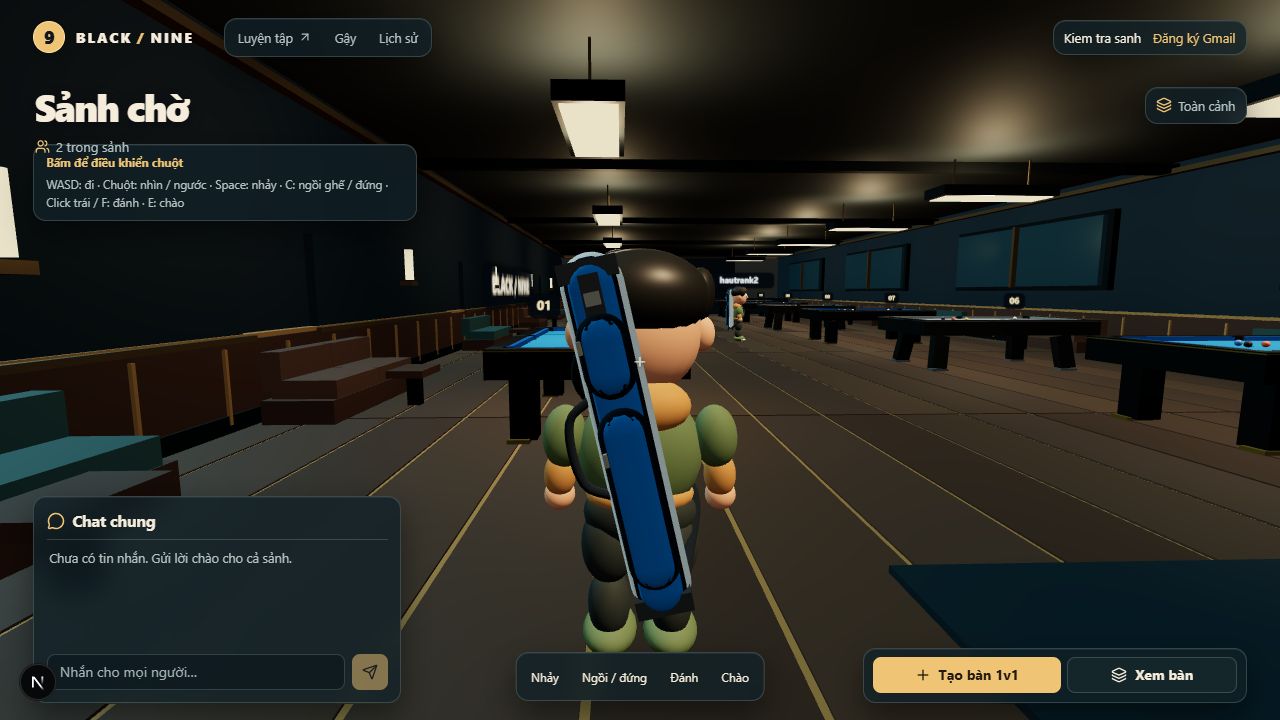 9 BLACK / NINE
Luyện tập
Gậy
Lịch sử
Kiem tra sanh
Đăng ký Gmail
Sảnh chờ
Toàn cảnh
2 trong sảnh
Bấm để điều khiển chuột
WASD: đi · Chuột: nhìn / ngước · Space: nhảy · C: ngồi ghế / đứng ·
Click trái / F: đánh · E: chào
BLACK/NINE
01
hautrank2
07
06
Chat chung
Chưa có tin nhắn. Gửi lời chào cho cả sảnh.
Nhắn cho mọi người...
N
Nhảy
Ngồi / đứng
Đánh
Chào
Tạo bàn 1v1
Xem bàn